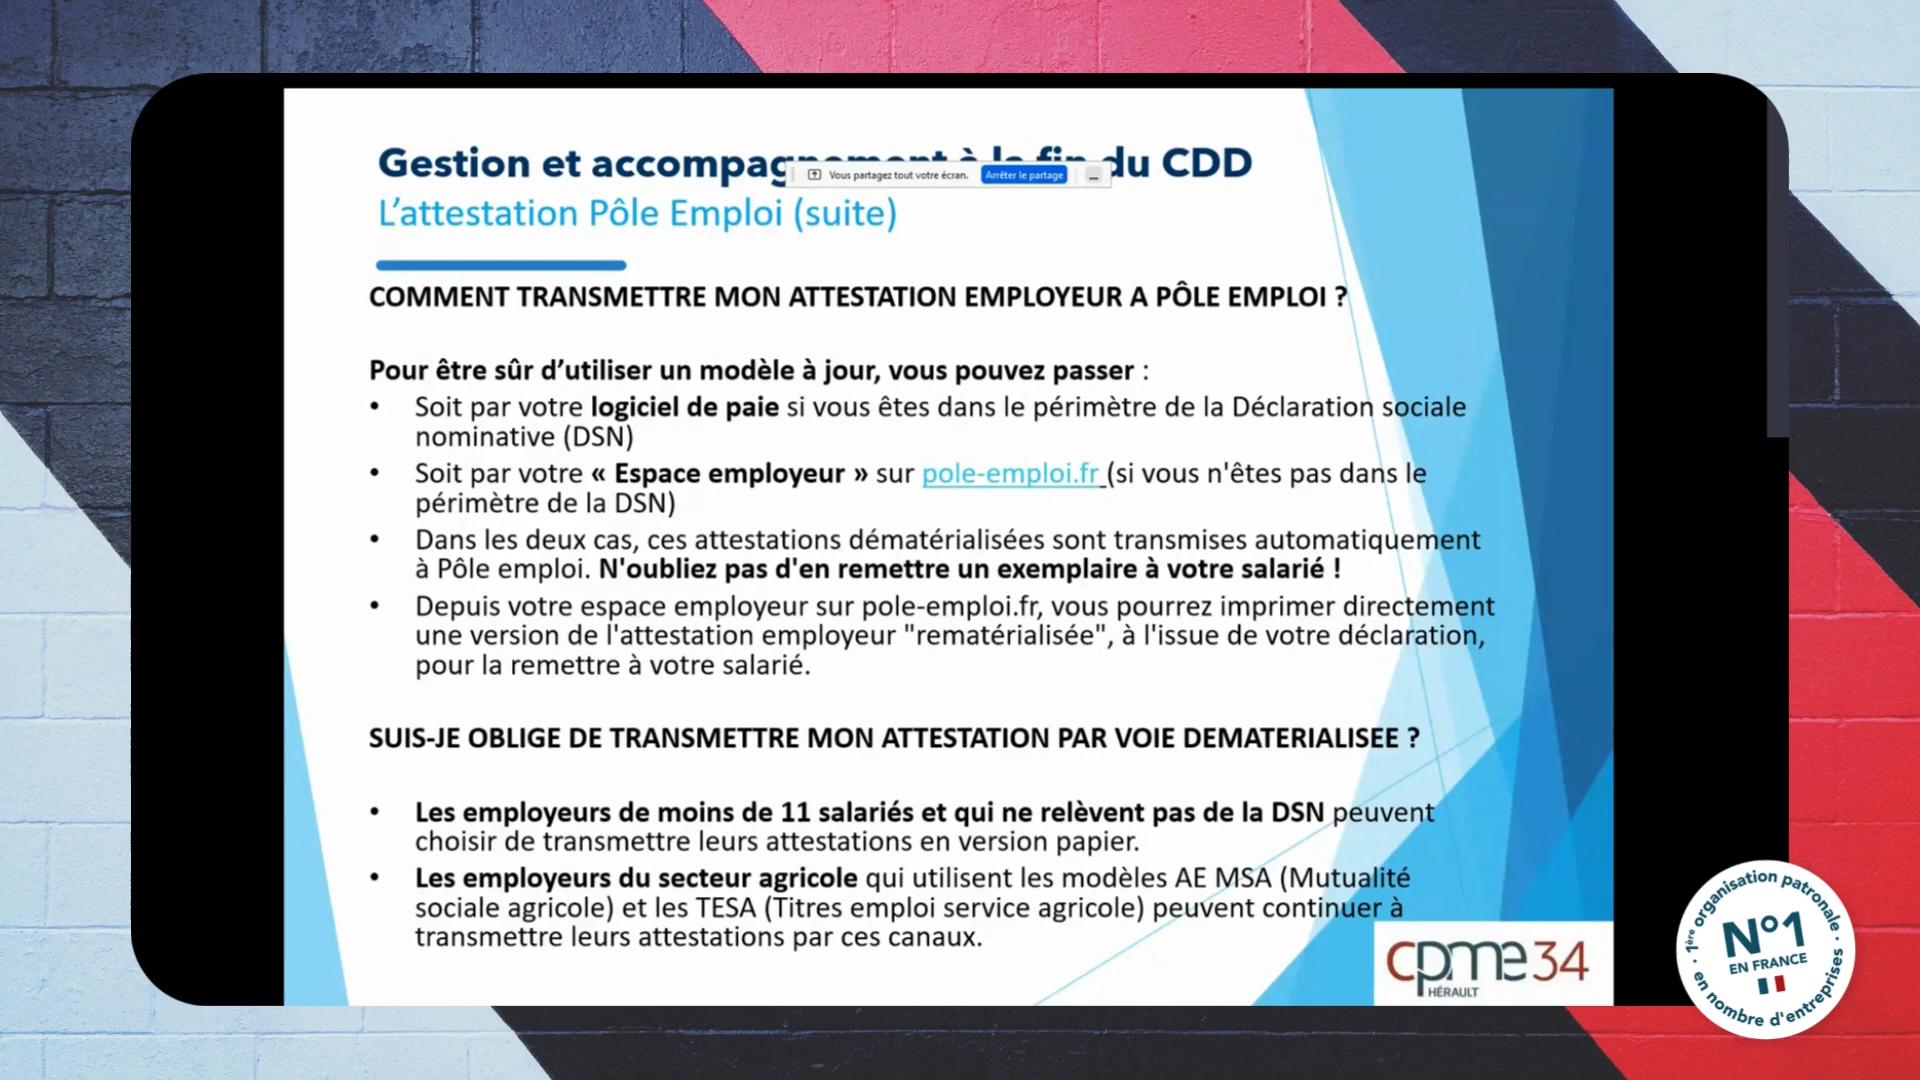 Gestion et accompagnement à la fin du CDD
Vous partagez tout votre écran. Arrêter le partage
L’attestation Pôle Emploi (suite)
COMMENT TRANSMETTRE MON ATTESTATION EMPLOYEUR A PÔLE EMPLOI ?
Pour être sûr d’utiliser un modèle à jour, vous pouvez passer :
• Soit par votre logiciel de paie si vous êtes dans le périmètre de la Déclaration sociale
nominative (DSN)
• Soit par votre « Espace employeur » sur pole-emploi.fr (si vous n'êtes pas dans le
périmètre de la DSN)
• Dans les deux cas, ces attestations dématérialisées sont transmises automatiquement
à Pôle emploi. N'oubliez pas d'en remettre un exemplaire à votre salarié !
• Depuis votre espace employeur sur pole-emploi.fr, vous pourrez imprimer directement
une version de l'attestation employeur "rematérialisée", à l'issue de votre déclaration,
pour la remettre à votre salarié.
SUIS-JE OBLIGE DE TRANSMETTRE MON ATTESTATION PAR VOIE DEMATERIALISEE ?
• Les employeurs de moins de 11 salariés et qui ne relèvent pas de la DSN peuvent
choisir de transmettre leurs attestations en version papier.
• Les employeurs du secteur agricole qui utilisent les modèles AE MSA (Mutualité
sociale agricole) et les TESA (Titres emploi service agricole) peuvent continuer à
transmettre leurs attestations par ces canaux.
cpme34
HÉRAULT
1ère organisation patronale
N°1
EN FRANCE
en nombre d'entreprises